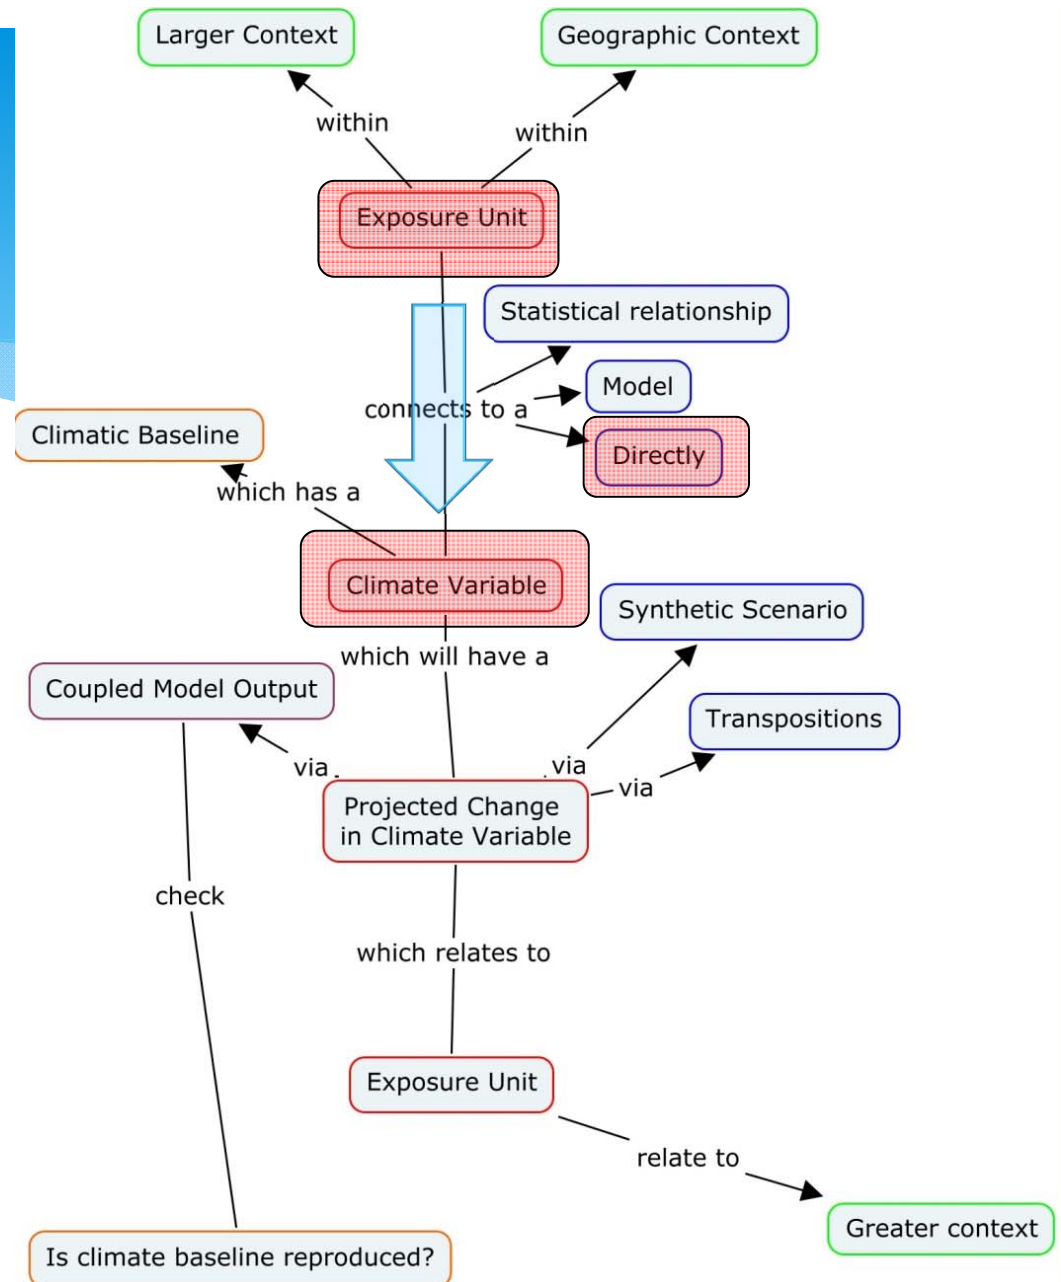 Larger Context
Geographic Context
within
within
Exposure Unit
Statistical relationship
Model
connects to a
Directly
Climatic Baseline
which has a
Climate Variable
Synthetic Scenario
which will have a
Coupled Model Output
Transpositions
via
via
via
Projected Change
in Climate Variable
check
which relates to
Exposure Unit
relate to
Greater context
Is climate baseline reproduced?